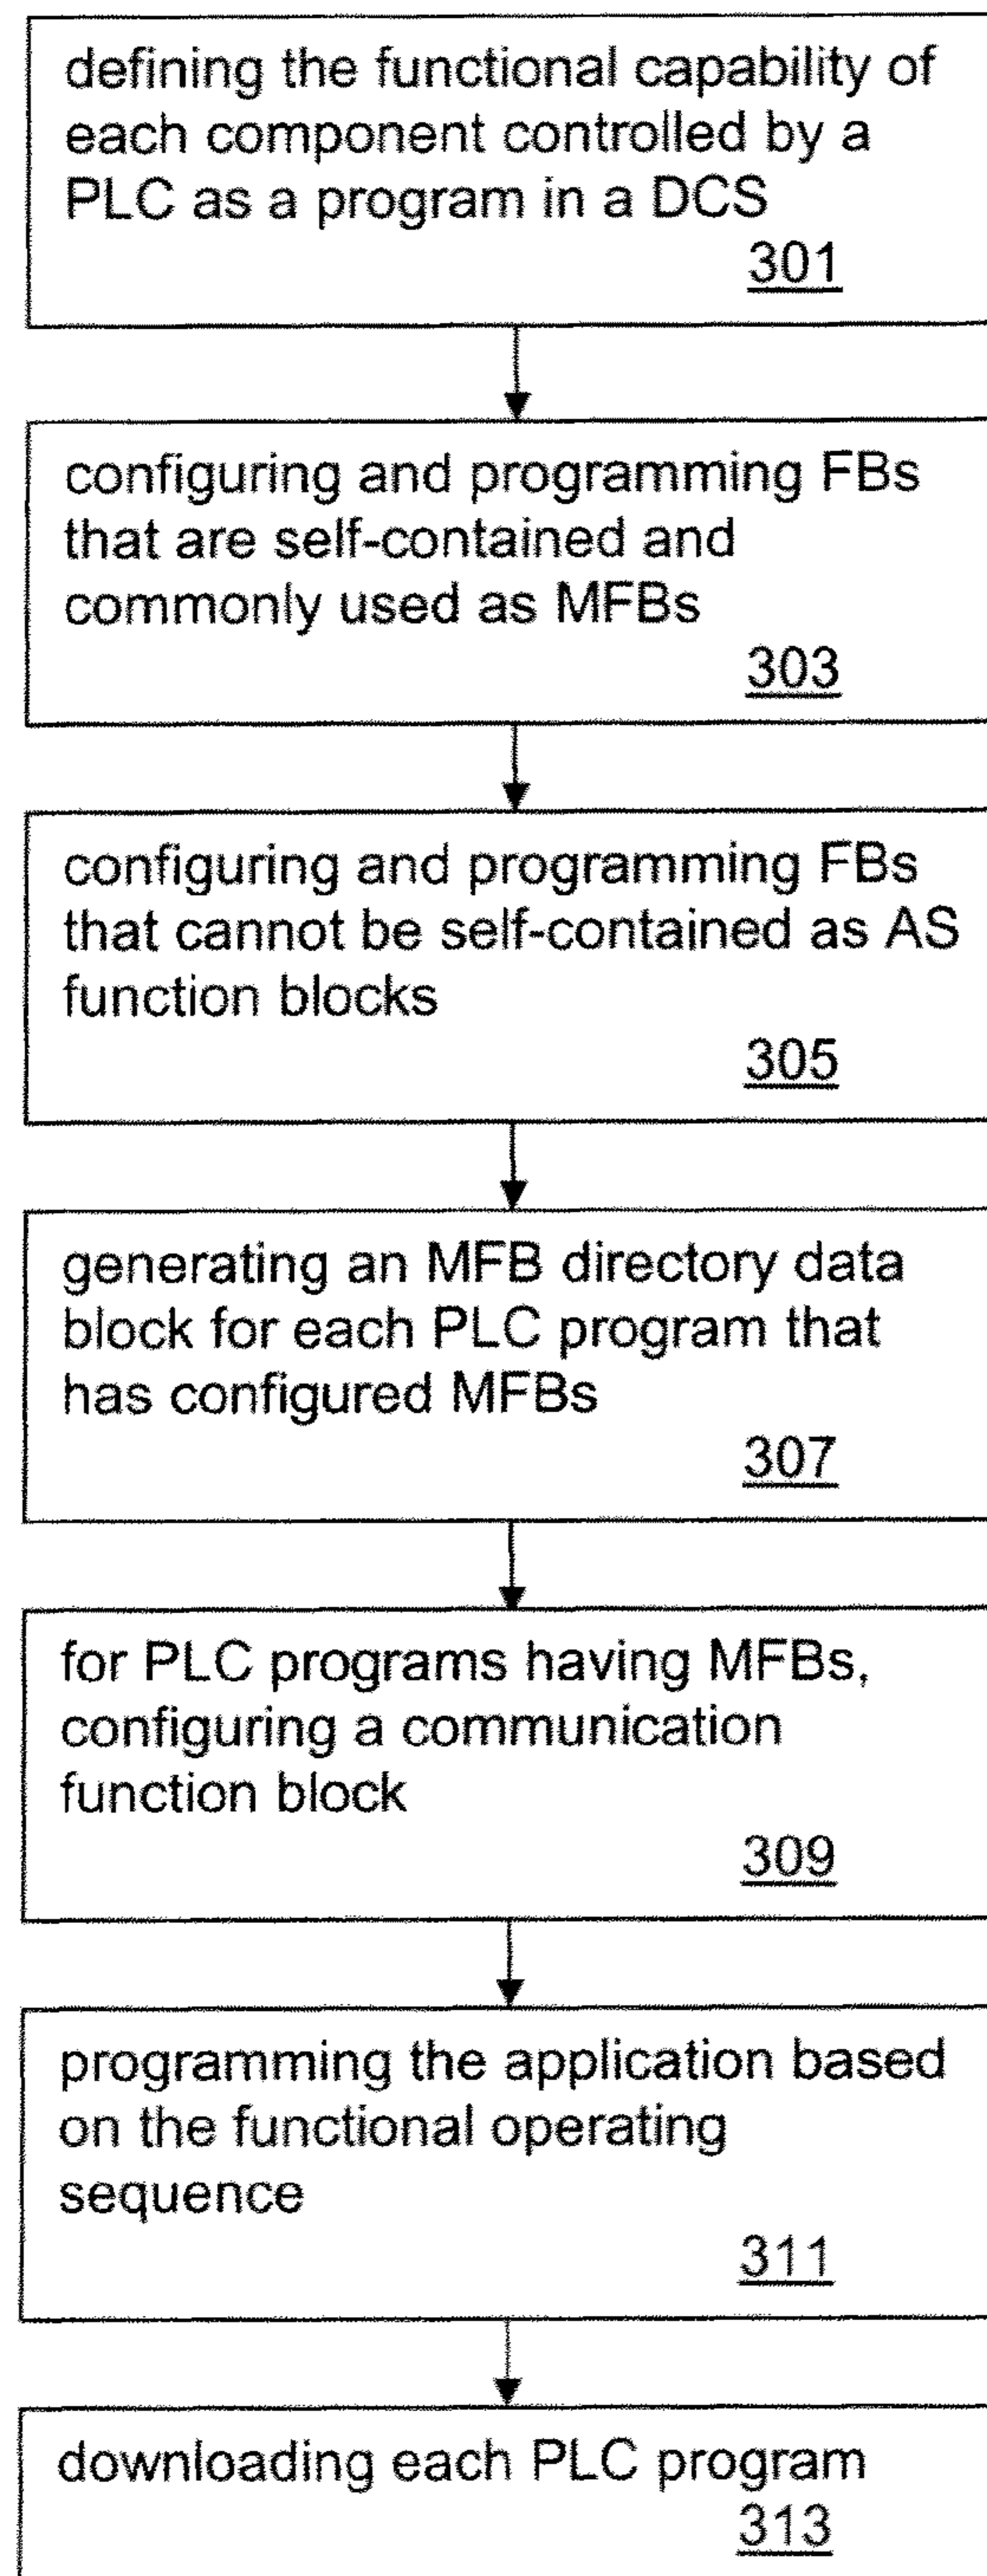 defining the functional capability of
each component controlled by a
PLC as a program in a DCS
301
configuring and programming FBs
that are self-contained and
commonly used as MFBs
303
configuring and programming FBs
that cannot be self-contained as AS
function blocks
305
generating an MFB directory data
block for each PLC program that
has configured MFBs
307
for PLC programs having MFBs,
configuring a communication
function block
309
programming the application based
on the functional operating
sequence
311
downloading each PLC program
313